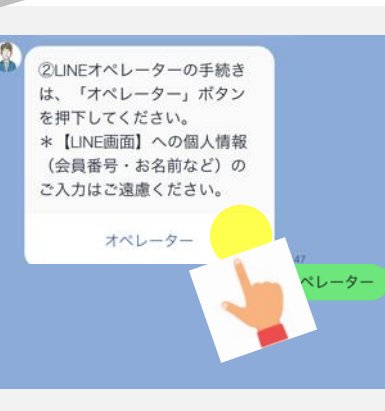 ②LINEオペレーターの手続き
は、「オペレーター」ボタン
を押下してください。
＊【LINE画面】への個人情報
（会員番号・お名前など）の
ご入力はご遠慮ください。
オペレーター
47
ペレーター